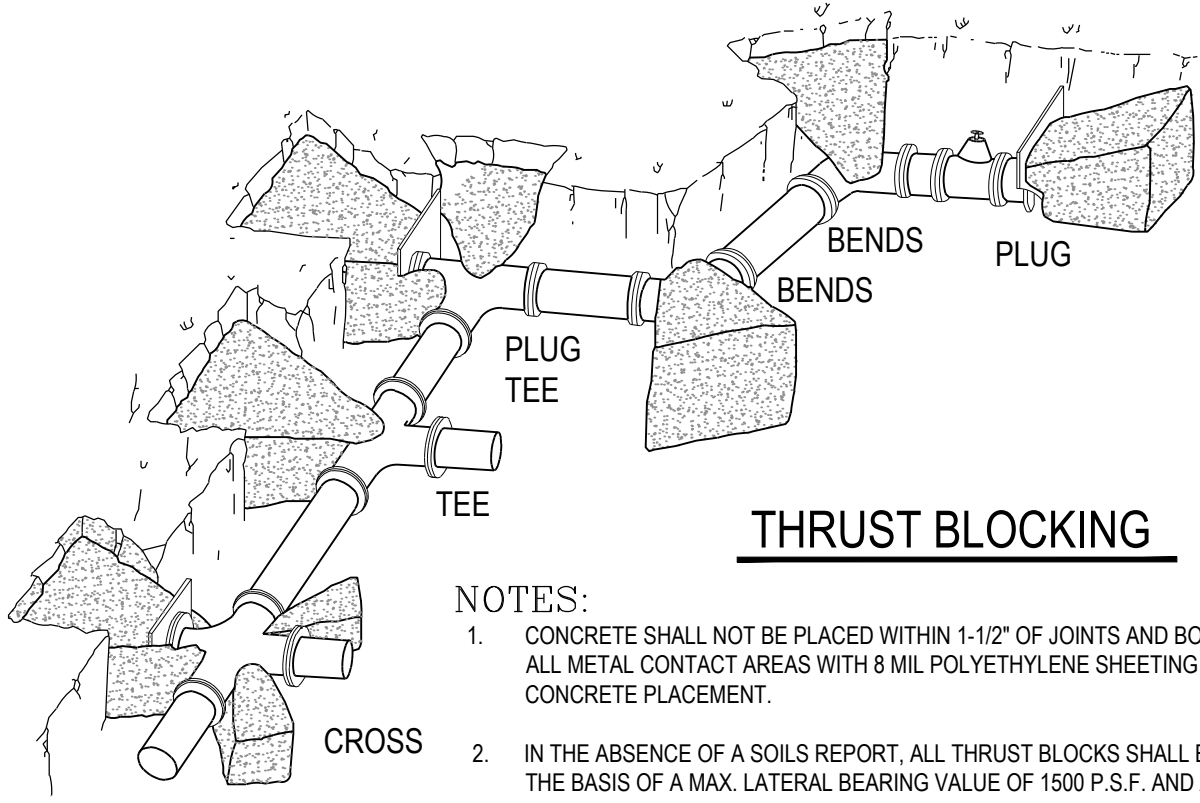 BENDS
PLUG
BENDS
PLUG
TEE
TEE
THRUST BLOCKING
NOTES:
1. CONCRETE SHALL NOT BE PLACED WITHIN 1-1/2" OF JOINTS AND
ALL METAL CONTACT AREAS WITH 8 MIL POLYETHYLENE SHEETING
CONCRETE PLACEMENT.
CROSS
2. IN THE ABSENCE OF A SOILS REPORT, ALL THRUST BLOCKS SHALL
THE BASIS OF A MAX. LATERAL BEARING VALUE OF 1500 P.S.F. AND